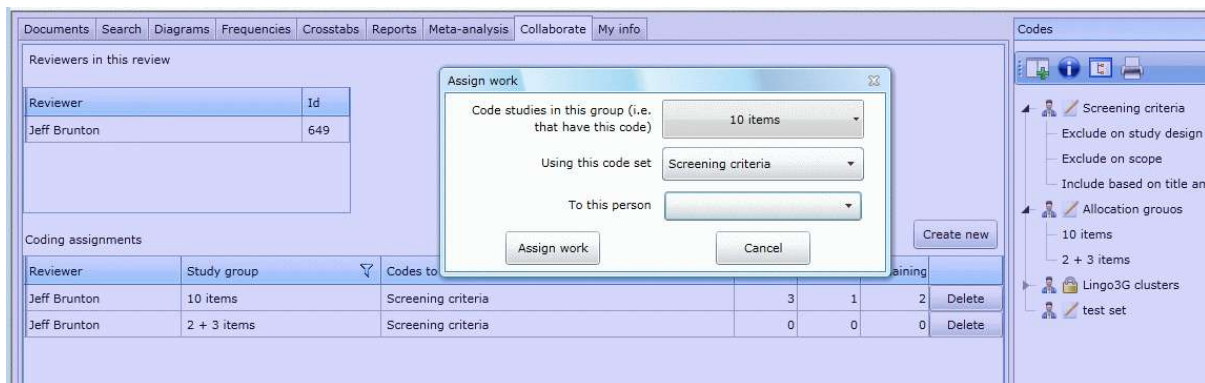 Documents Search Diagrams Frequencies Crosstabs Reports Meta-analysis Collaborate My info
Reviewers in this review
Reviewer Id
Jeff Brunton 649
Assign work
Code studies in this group (i.e.
that have this code)
10 items
Using this code set
Screening criteria
To this person
Assign work Cancel
Create new
Coding assignments
Reviewer Study group Codes to aining
Jeff Brunton 10 items Screening criteria 3 1 2 Delete
Jeff Brunton 2 + 3 items Screening criteria 0 0 0 Delete
Codes
Screening criteria
Exclude on study design
Exclude on scope
Include based on title an
Allocation gruous
10 items
2 + 3 items
Lingo3G clusters
test set